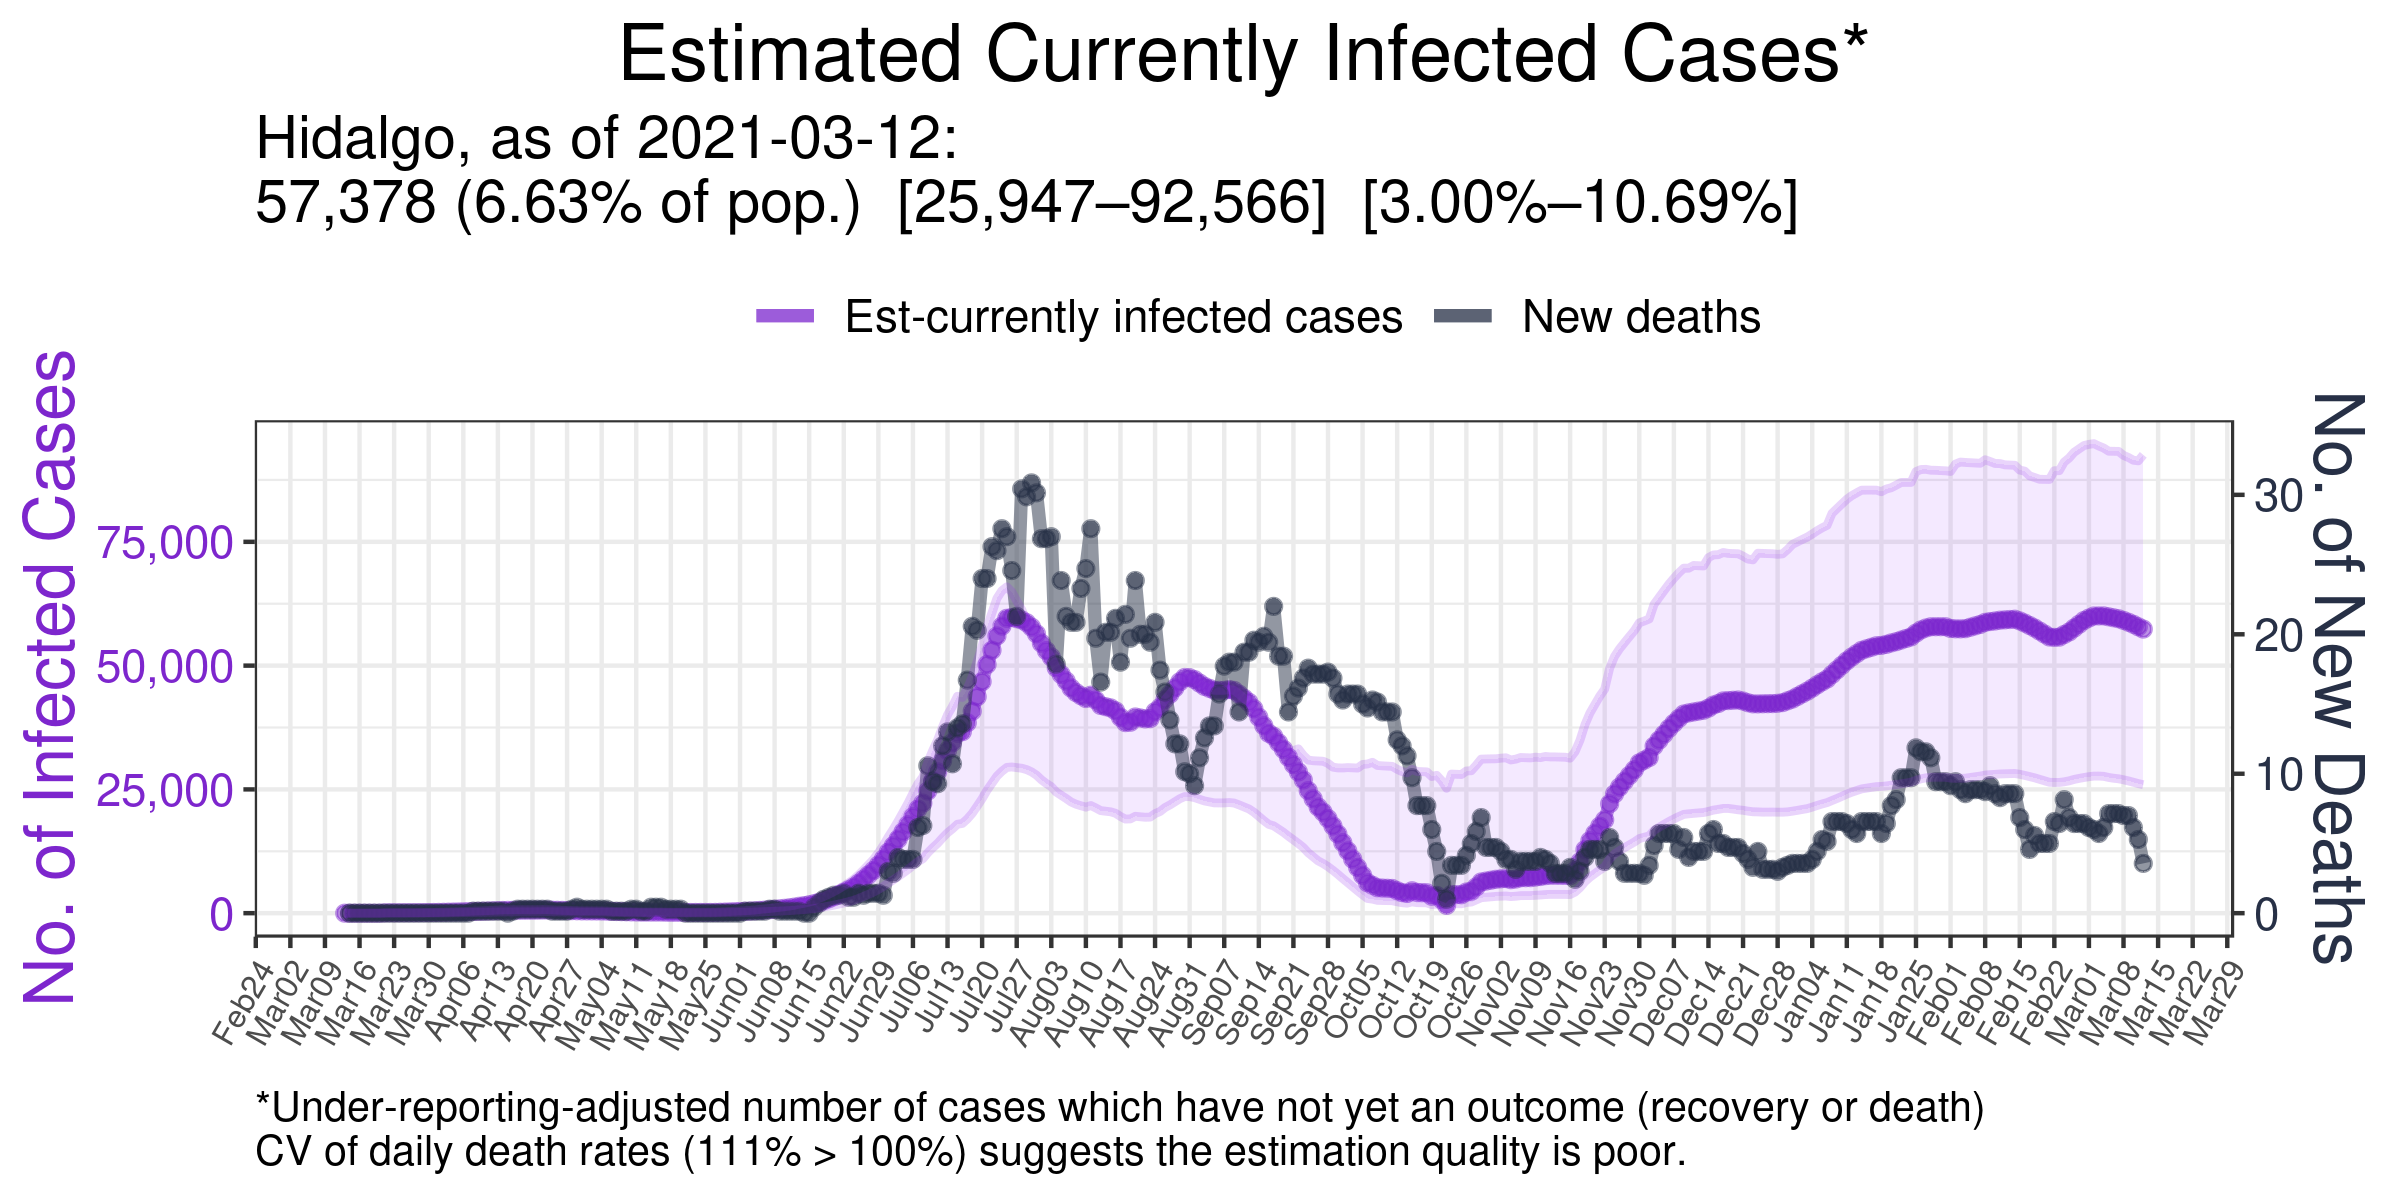 Estimated Currently Infected Cases*
Hidalgo, as of 2021-03-12:
57,378 (6.63% of pop.) [25,947–92,566] [3.00%–10.69%]
Est-currently infected cases
New deaths
No. of Infected Cases
75,000
50,000
25,000
0
No. of New Deaths
30
20
10
0
Feb24
Mar02
Mar09
Mar16
Mar23
Mar30
Apr06
Apr13
Apr20
Apr27
May04
May11
May18
May25
Jun01
Jun08
Jun15
Jun22
Jun29
Jul06
Jul13
Jul20
Jul27
Aug03
Aug10
Aug17
Aug24
Aug31
Sep07
Sep14
Sep21
Sep28
Oct05
Oct12
Oct19
Oct26
Nov02
Nov09
Nov16
Nov23
Nov30
Dec07
Dec14
Dec21
Dec28
Jan04
Jan11
Jan18
Jan25
Feb01
Feb08
Feb15
Feb22
Mar01
Mar08
Mar15
Mar22
Mar29
*Under-reporting-adjusted number of cases which have not yet an outcome (recovery or death)
CV of daily death rates (111% > 100%) suggests the estimation quality is poor.